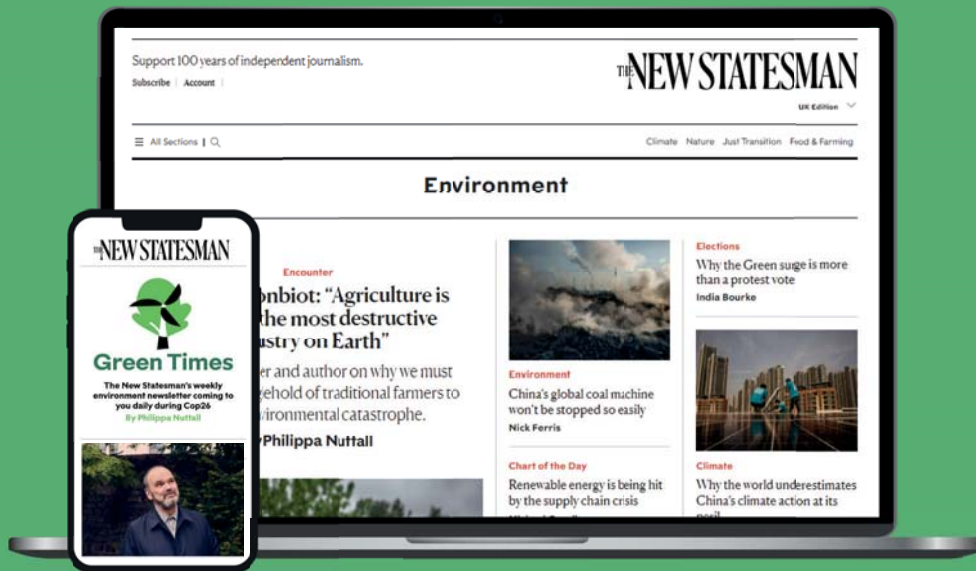 Support 100 years of independent journalism.
Subscribe | Account
THE NEW STATESMAN
UK Edition
All Sections
Climate Nature Just Transition Food & Farming
Environment
Encounter
onbiot: "Agriculture is
the most destructive
ustry on Earth"
er and author on why we must
gehold of traditional farmers to
vironmental catastrophe.
Philippa Nuttall
Environment
China's global coal machine
won't be stopped so easily
Nick Ferris
Chart of the Day
Renewable energy is being hit
by the supply chain crisis
Elections
Why the Green surge is more
than a protest vote
India Bourke
Climate
Why the world underestimates
China's climate action at its
THE NEW STATESMAN
Green Times
The New Statesman's weekly
environment newsletter coming to
you daily during Cop26
By Philippa Nuttall